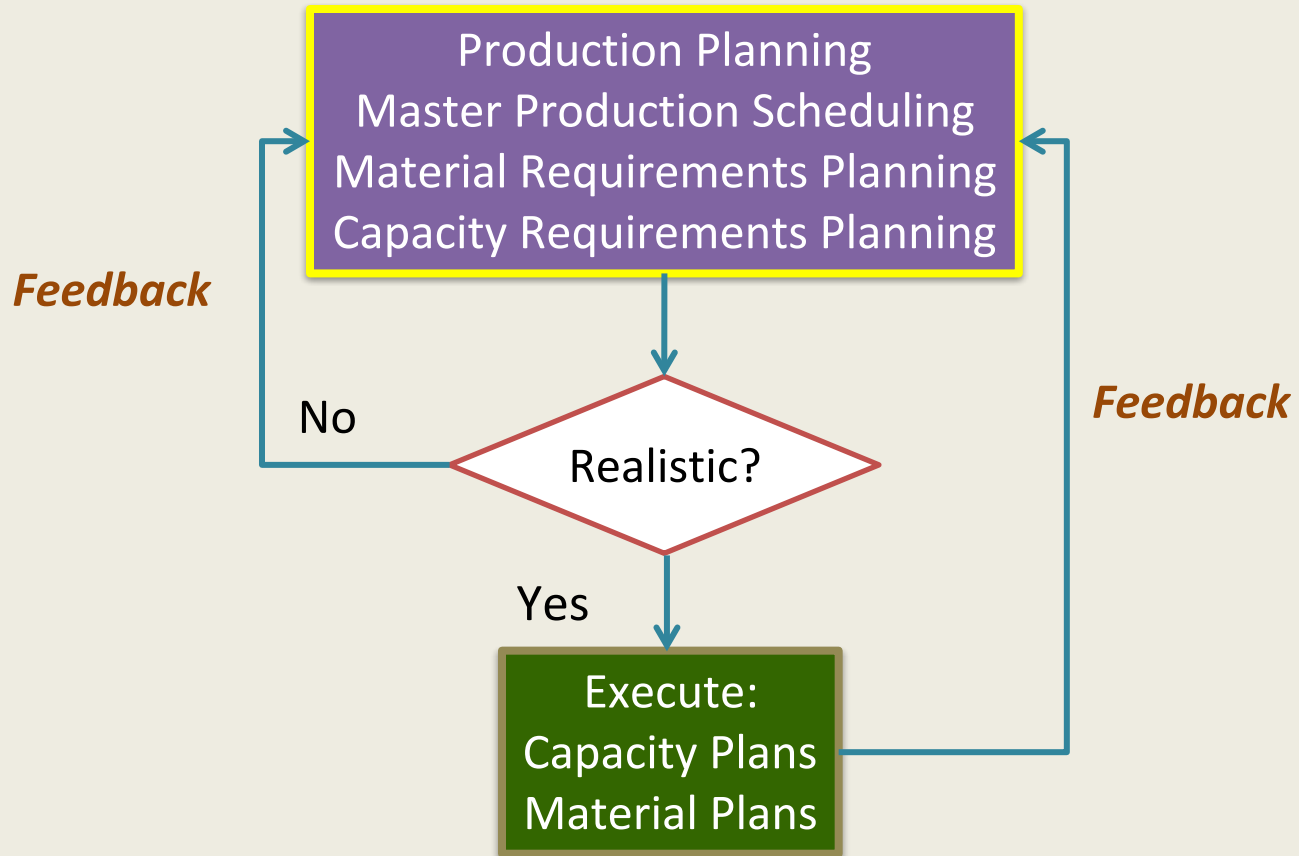 Production Planning
Master Production Scheduling
Material Requirements Planning
Capacity Requirements Planning
Feedback
No
Feedback
Realistic?
Yes
Execute:
Capacity Plans
Material Plans